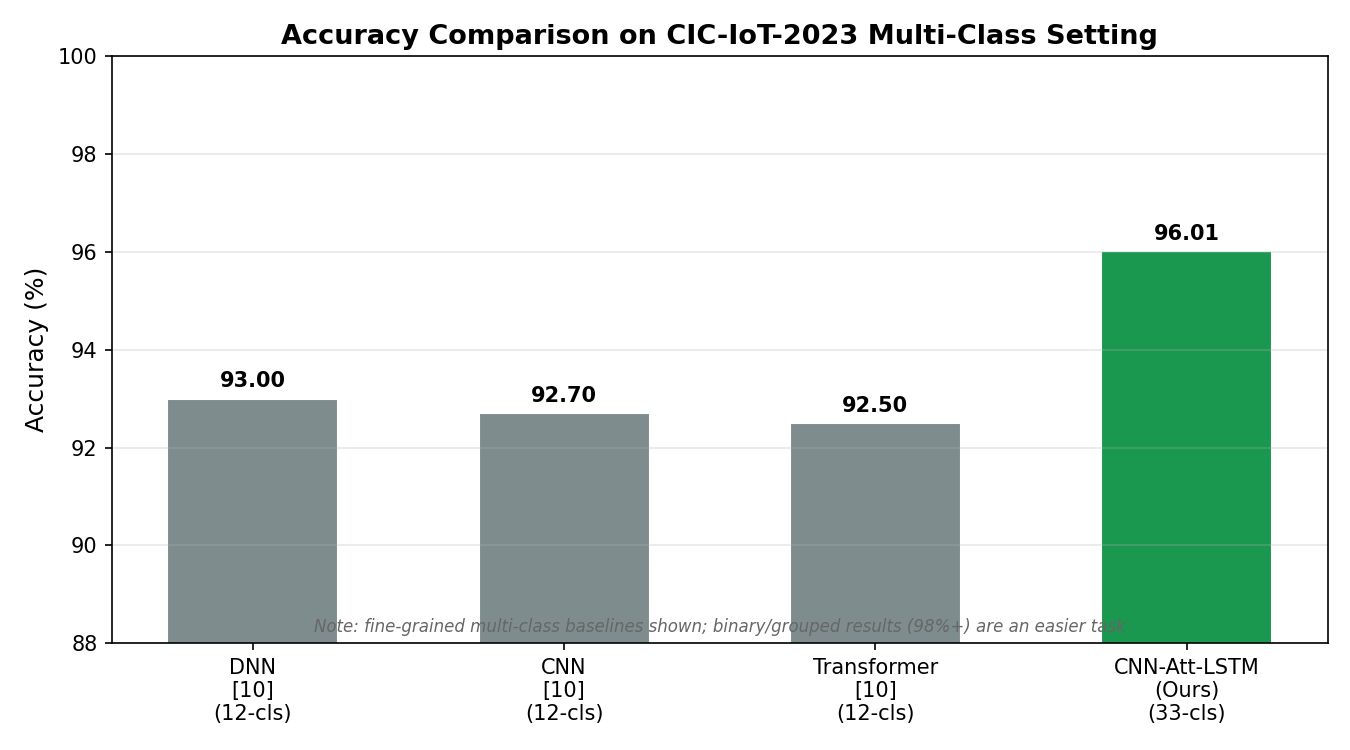 Accuracy Comparison on CIC-IoT-2023 Multi-Class Setting
Accuracy (%)
100
98
96
94
92
90
88
93.00
92.70
92.50
96.01
Note: fine-grained multi-class baselines shown; binary/grouped results (98%+) are an easier task
DNN
[10]
(12-cls)
CNN
[10]
(12-cls)
Transformer
[10]
(12-cls)
CNN-Att-LSTM
(Ours)
(33-cls)